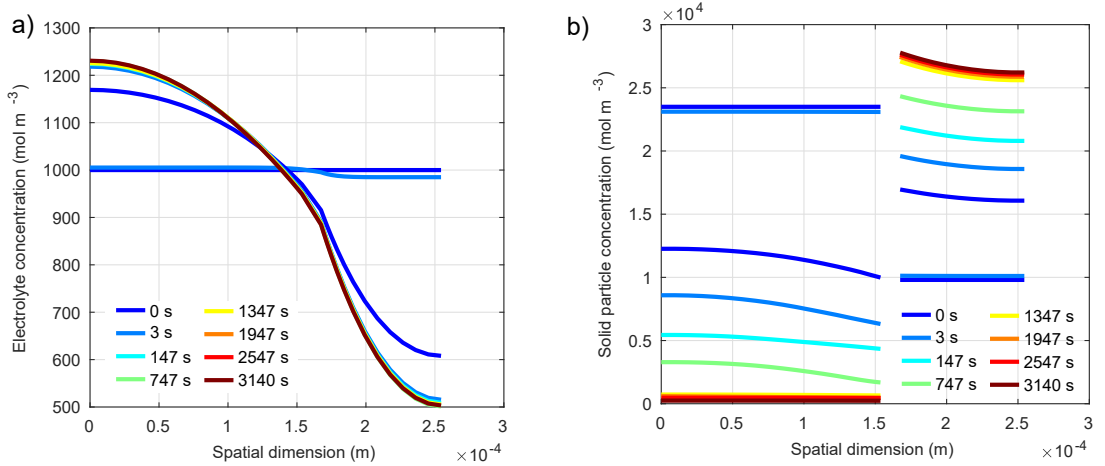 a)
Electrolyte concentration (mol m⁻³)
1300
1200
1100
1000
900
800
700
600
500
0 s
3 s
147 s
747 s
1347 s
1947 s
2547 s
3140 s
0 0.5 1 1.5 2 2.5 3
Spatial dimension (m)
×10⁻⁴
b)
Solid particle concentration (mol m⁻³)
×10⁴
3
2.5
2
1.5
1
0.5
0
0 s
3 s
147 s
747 s
1347 s
1947 s
2547 s
3140 s
0 0.5 1 1.5 2 2.5 3
Spatial dimension (m)
×10⁻⁴